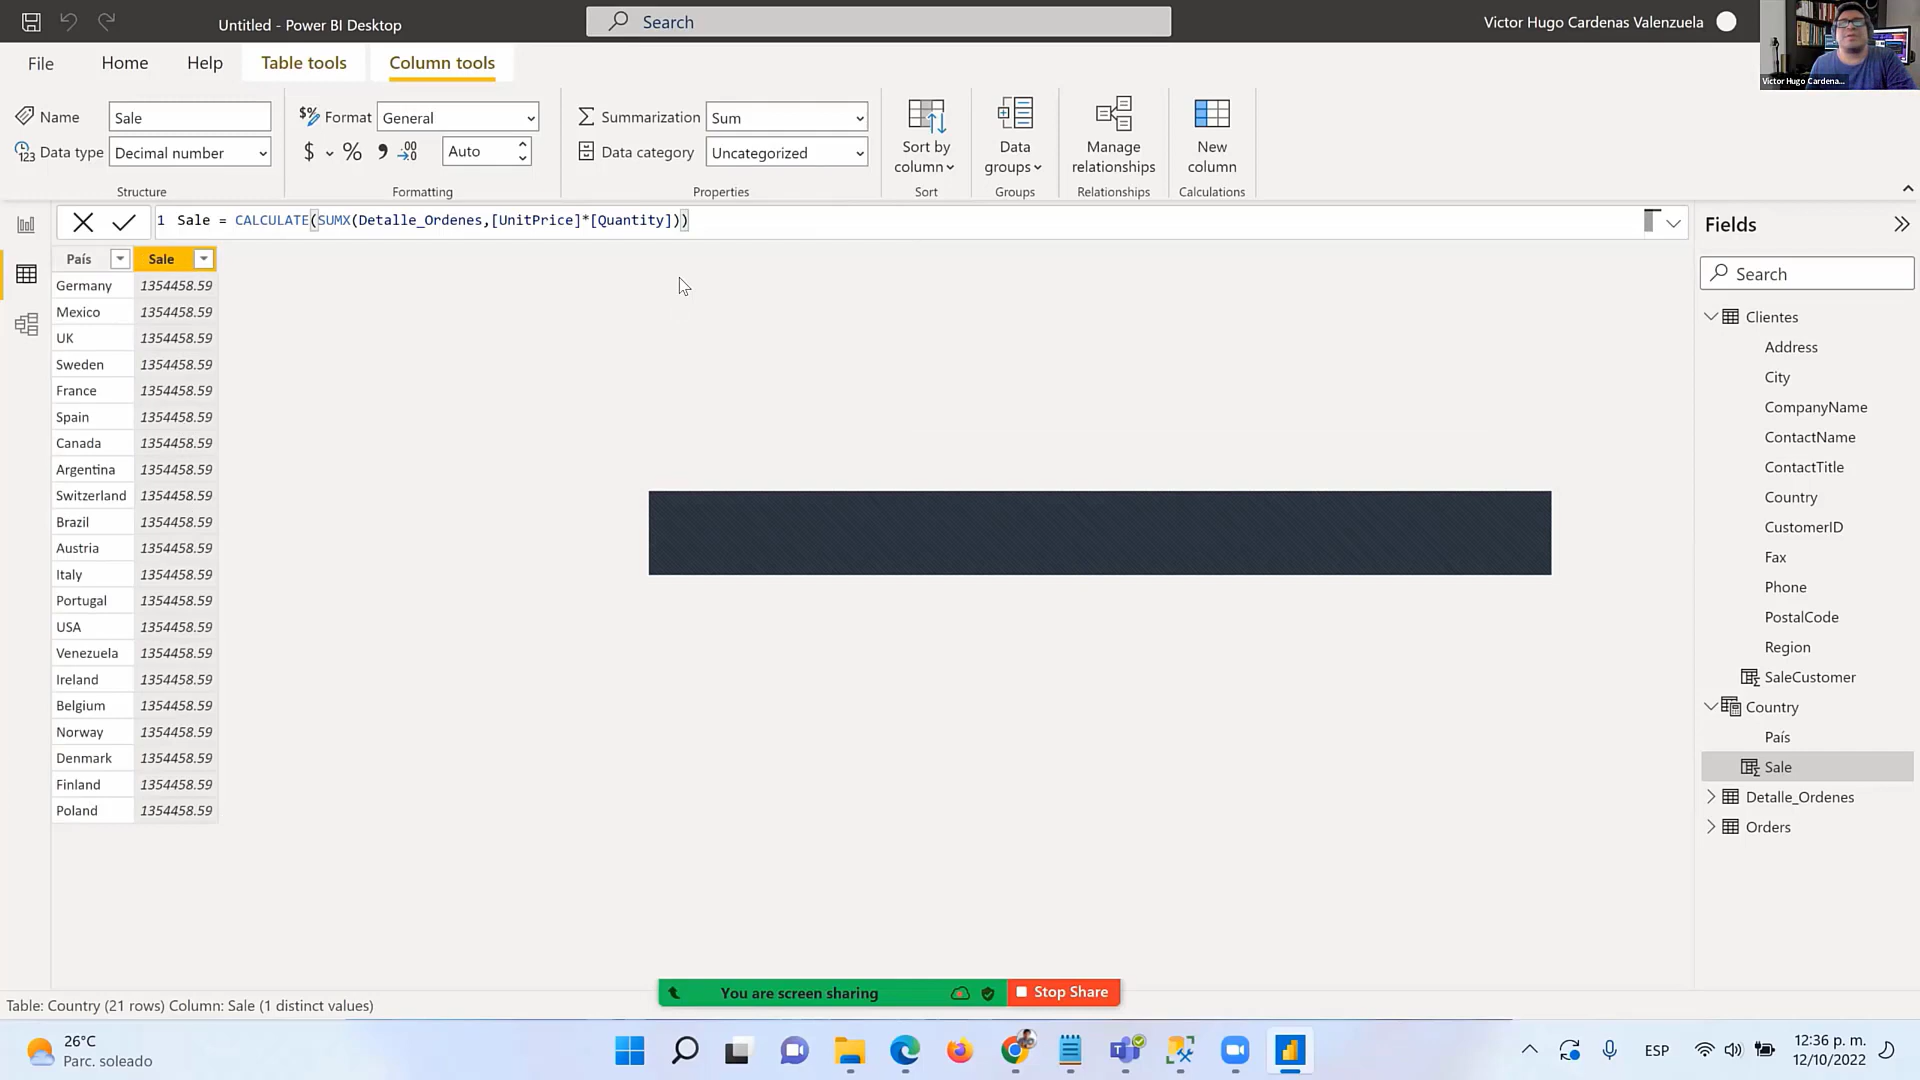 Untitled - Power BI Desktop
Search
Victor Hugo Cardenas Valenzuela
Victor Hugo Cardena...
File
Home
Help
Table tools
Column tools
Name
Sale
Format
General
Summarization
Sum
Data type
Decimal number
$ % , .00 Auto
Data category
Uncategorized
Sort by column
Data groups
Manage relationships
New column
Structure
Formatting
Properties
Sort
Groups
Relationships
Calculations
1 Sale = CALCULATE(SUMX(Detalle_Ordenes,[UnitPrice]*[Quantity]))
País Sale
Germany 1354458.59
Mexico 1354458.59
UK 1354458.59
Sweden 1354458.59
France 1354458.59
Spain 1354458.59
Canada 1354458.59
Argentina 1354458.59
Switzerland 1354458.59
Brazil 1354458.59
Austria 1354458.59
Italy 1354458.59
Portugal 1354458.59
USA 1354458.59
Venezuela 1354458.59
Ireland 1354458.59
Belgium 1354458.59
Norway 1354458.59
Denmark 1354458.59
Finland 1354458.59
Poland 1354458.59
Fields
Search
Clientes
Address
City
CompanyName
ContactName
ContactTitle
Country
CustomerID
Fax
Phone
PostalCode
Region
SaleCustomer
Country
País
Sale
Detalle_Ordenes
Orders
You are screen sharing
Stop Share
Table: Country (21 rows) Column: Sale (1 distinct values)
26°C
Parc. soleado
ESP
12:36 p. m.
12/10/2022